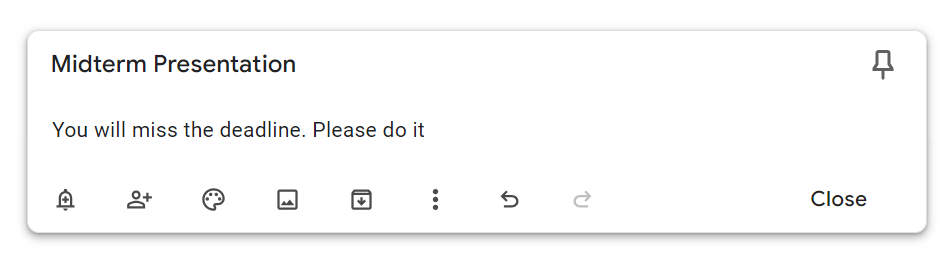 Midterm Presentation
You will miss the deadline. Please do it
Close